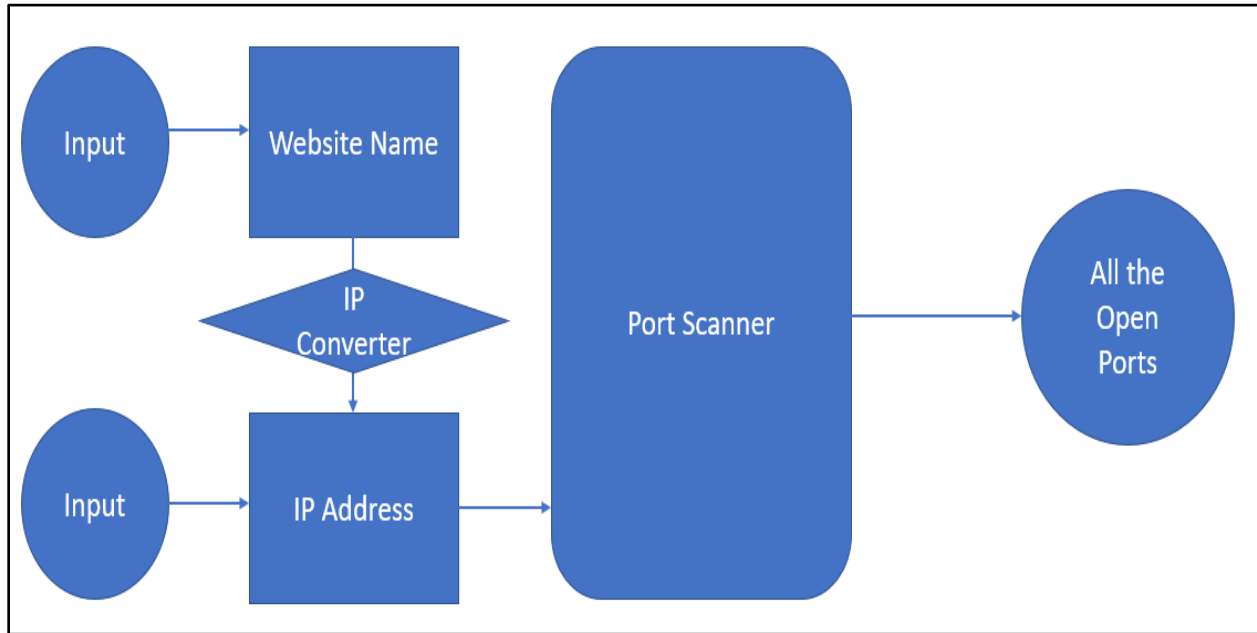 Input
Website Name
IP
Converter
Input
IP Address
Port Scanner
All the
Open
Ports